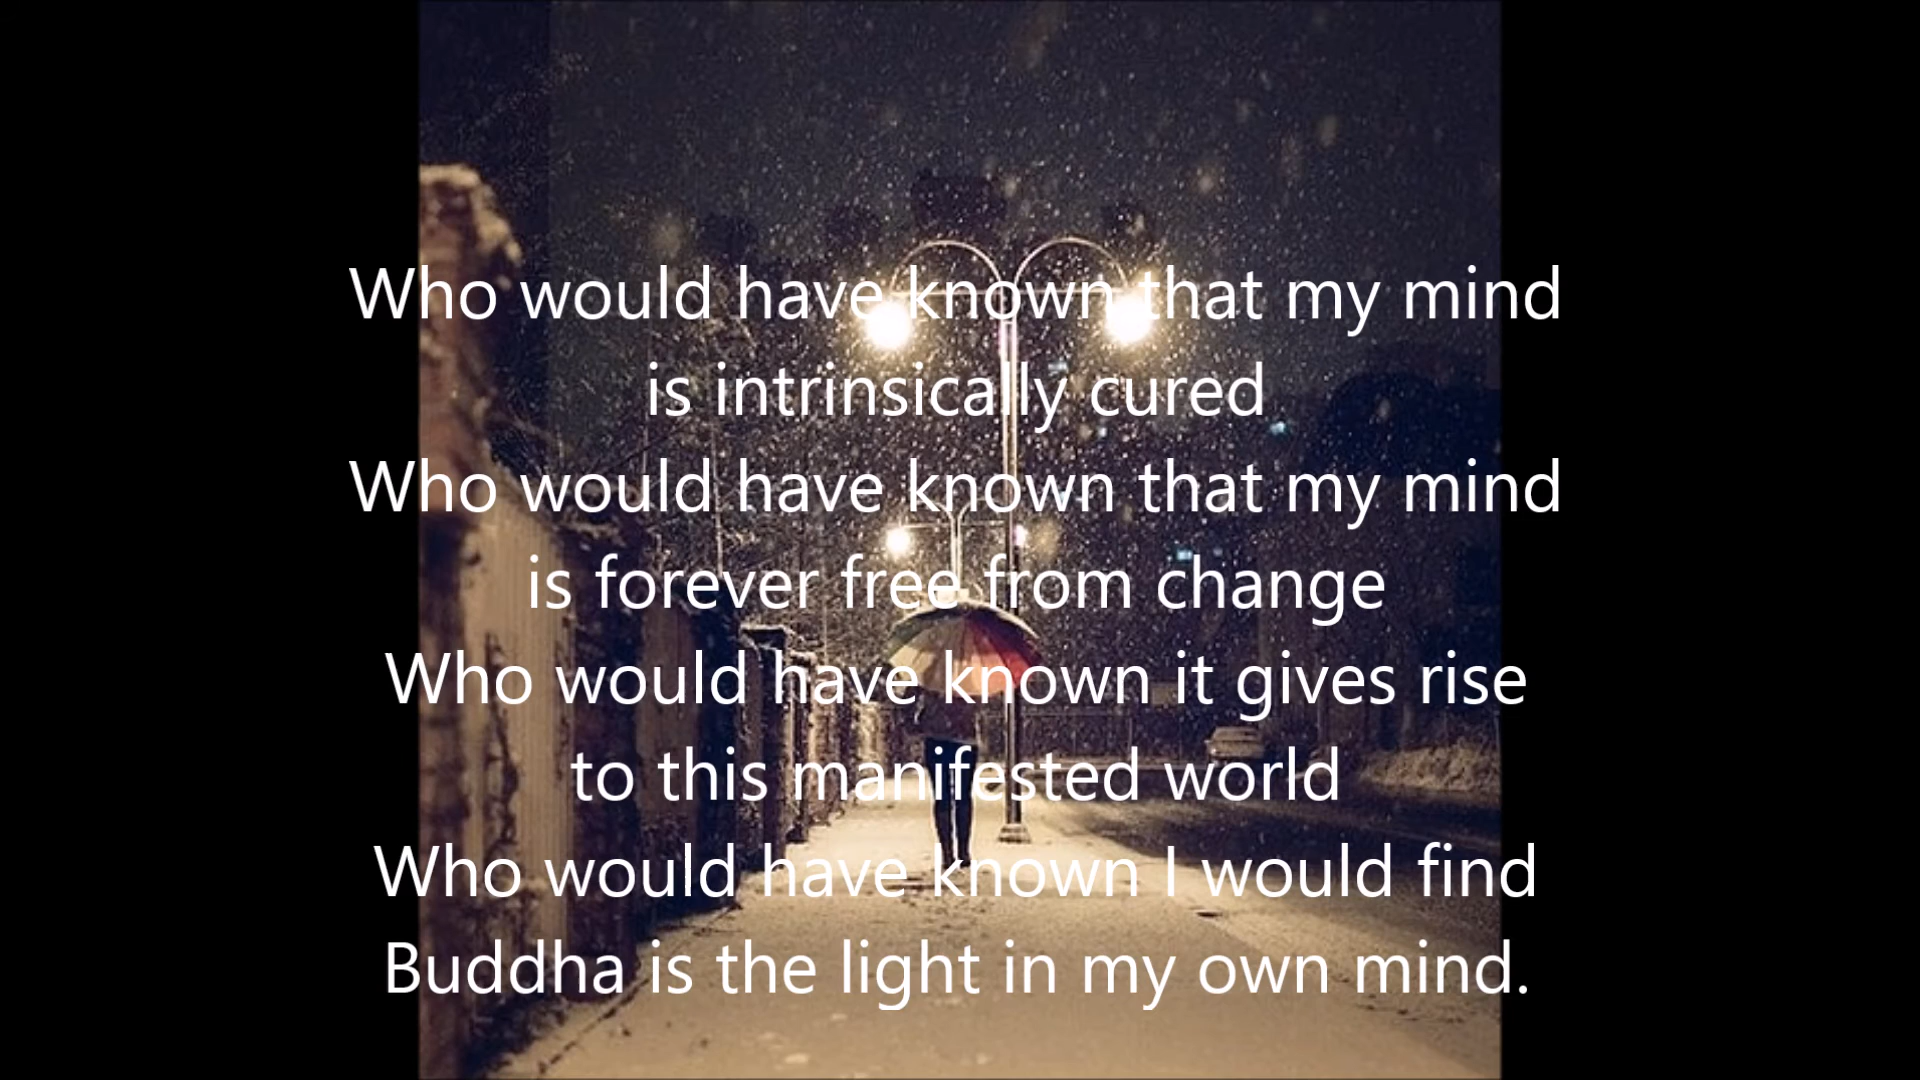 Who would have known that my mind
is intrinsically cured
Who would have known that my mind
is forever free from change
Who would have known it gives rise
to this manifested world
Who would have known I would find
Buddha is the light in my own mind.